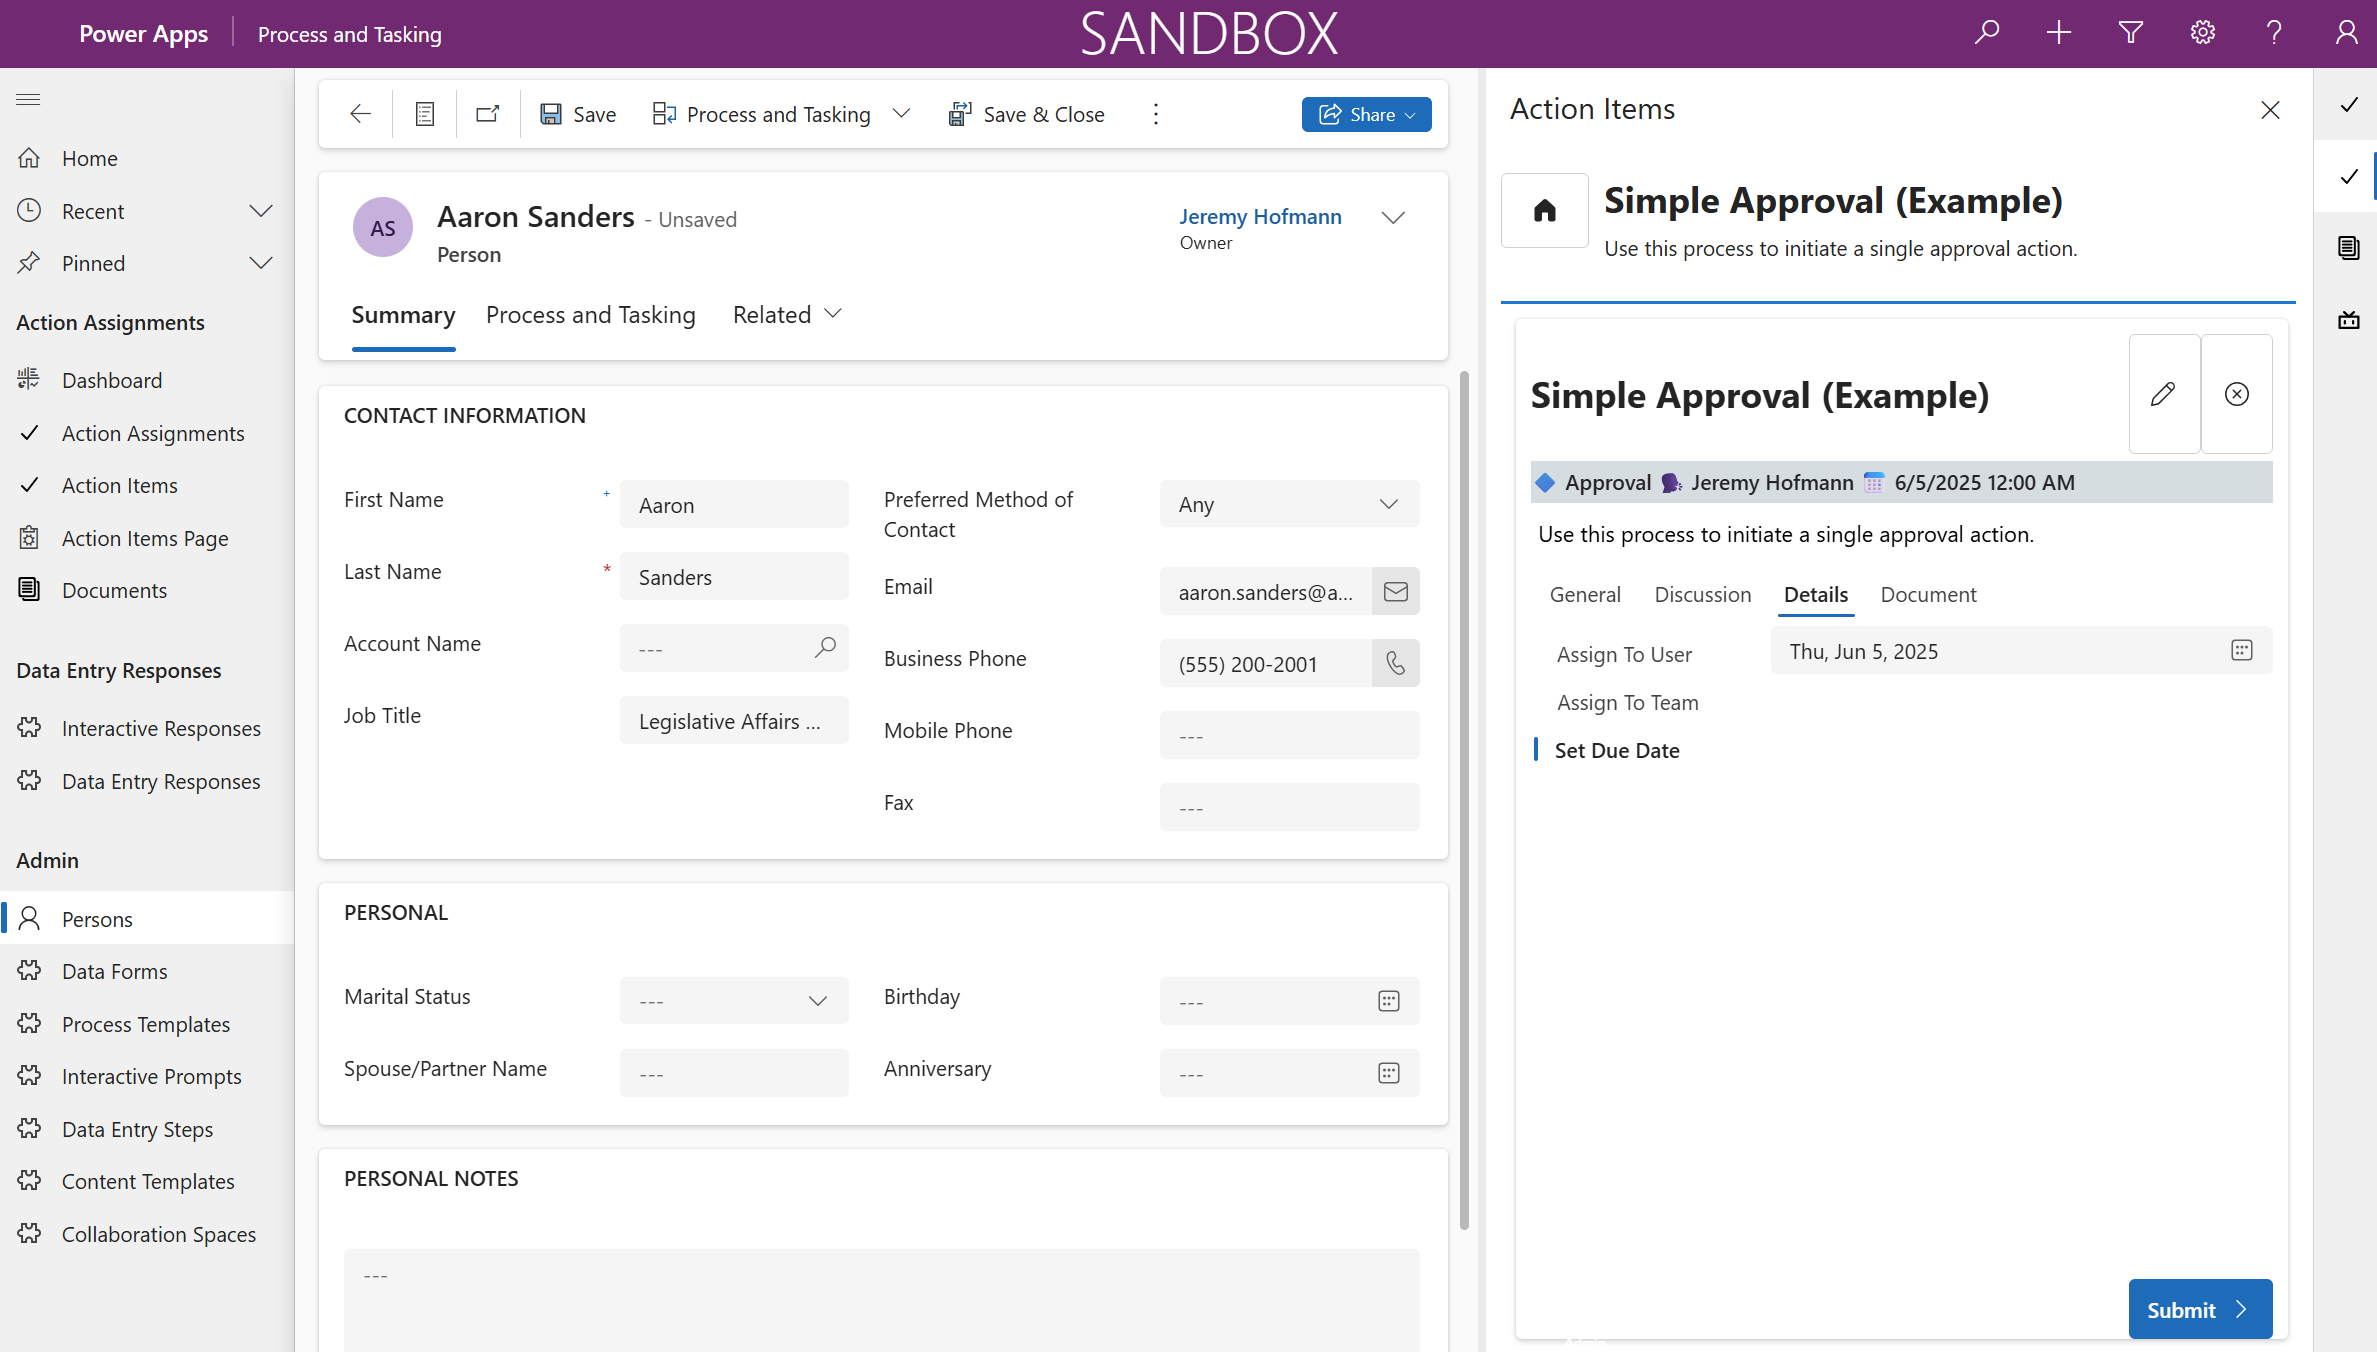 Power Apps
Process and Tasking
SANDBOX
Home
Recent
Pinned
Action Assignments
Dashboard
Action Assignments
Action Items
Action Items Page
Documents
Data Entry Responses
Interactive Responses
Data Entry Responses
Admin
Persons
Data Forms
Process Templates
Interactive Prompts
Data Entry Steps
Content Templates
Collaboration Spaces
Save
Process and Tasking
Save & Close
Share
AS
Aaron Sanders - Unsaved
Person
Jeremy Hofmann
Owner
Summary
Process and Tasking
Related
CONTACT INFORMATION
First Name + Aaron
Last Name * Sanders
Account Name ---
Job Title Legislative Affairs ...
Preferred Method of
Contact
Any
Email aaron.sanders@a...
Business Phone (555) 200-2001
Mobile Phone ---
Fax ---
PERSONAL
Marital Status ---
Spouse/Partner Name ---
Birthday ---
Anniversary ---
PERSONAL NOTES
---
Action Items
Simple Approval (Example)
Use this process to initiate a single approval action.
Simple Approval (Example)
Approval Jeremy Hofmann 6/5/2025 12:00 AM
Use this process to initiate a single approval action.
General
Discussion
Details
Document
Assign To User
Assign To Team
Set Due Date
Thu, Jun 5, 2025
Submit